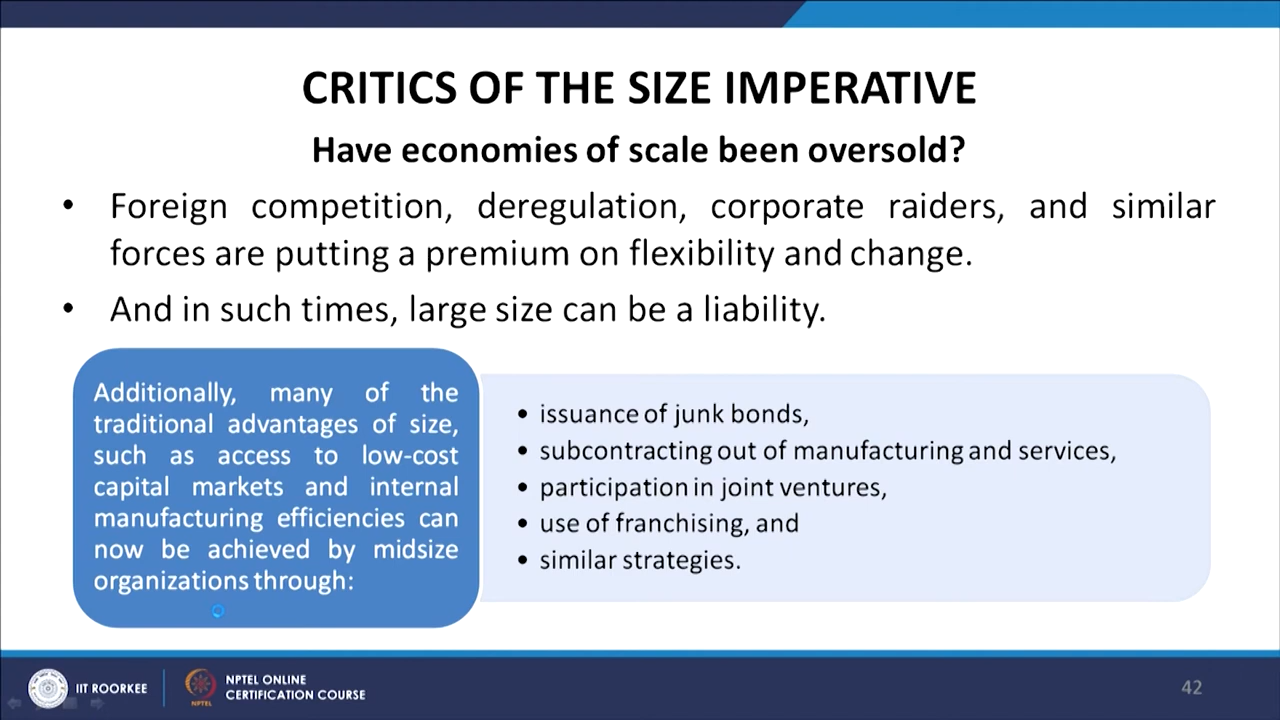 CRITICS OF THE SIZE IMPERATIVE
Have economies of scale been oversold?
• Foreign competition, deregulation, corporate raiders, and similar
forces are putting a premium on flexibility and change.
• And in such times, large size can be a liability.
Additionally, many of the
traditional advantages of size,
such as access to low-cost
capital markets and internal
manufacturing efficiencies can
now be achieved by midsize
organizations through:
• issuance of junk bonds,
• subcontracting out of manufacturing and services,
• participation in joint ventures,
• use of franchising, and
• similar strategies.
IIT ROORKEE
NPTEL
NPTEL ONLINE
CERTIFICATION COURSE
42